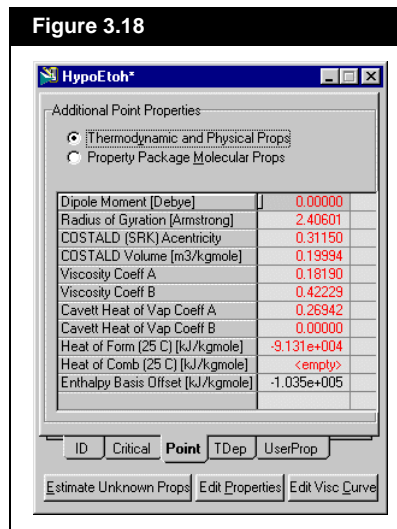 Figure 3.18
HypoEtoh*
Additional Point Properties
Thermodynamic and Physical Props
Property Package Molecular Props
Dipole Moment [Debye] 0.00000
Radius of Gyration [Armstrong] 2.40601
COSTALD (SRK) Acentricity 0.31150
COSTALD Volume [m3/kgmole] 0.19994
Viscosity Coeff A 0.18190
Viscosity Coeff B 0.42229
Cavett Heat of Vap Coeff A 0.26942
Cavett Heat of Vap Coeff B 0.00000
Heat of Form (25 C) [kJ/kgmole] -9.131e+004
Heat of Comb (25 C) [kJ/kgmole] <empty>
Enthalpy Basis Offset [kJ/kgmole] -1.035e+005
ID Critical Point TDep UserProp
Estimate Unknown Props Edit Properties Edit Visc Curve